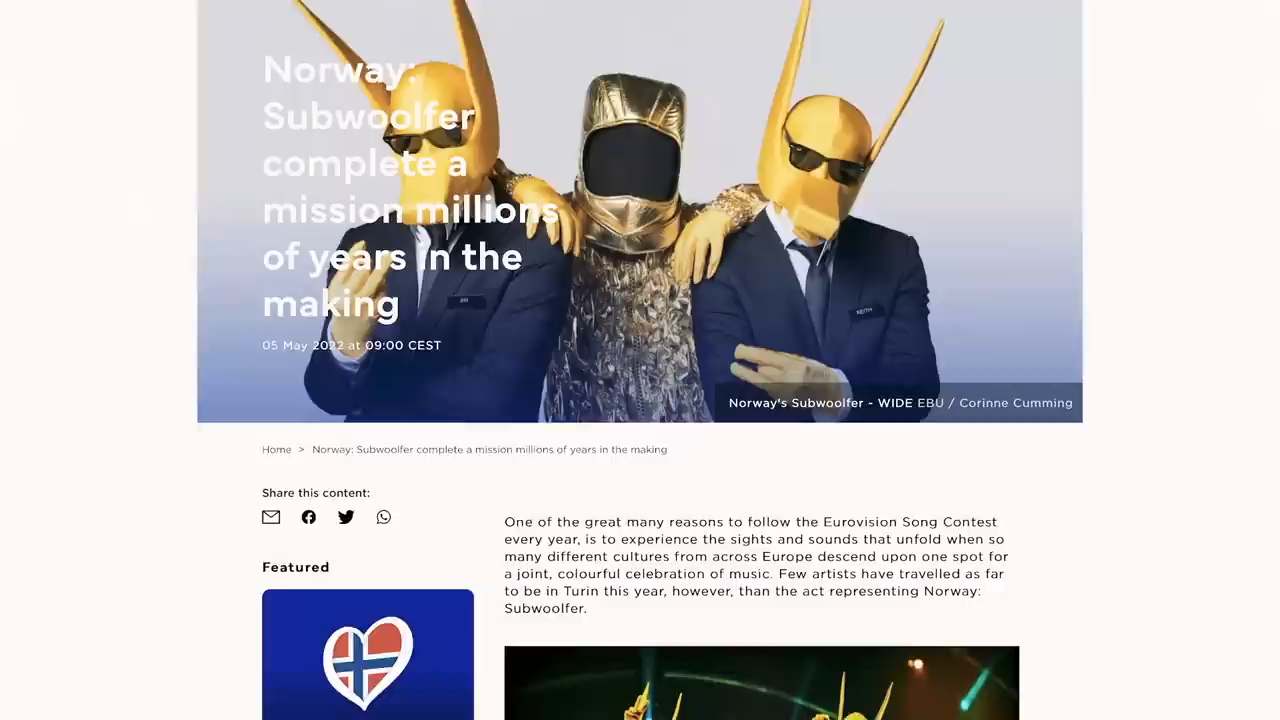 Norway:
Subwoolfer
complete a
mission millions
of years in the
making
05 May 2022 at 09:00 CEST
JIM
KEITH
Norway's Subwoolfer - WIDE EBU / Corinne Cumming
Home > Norway: Subwoolfer complete a mission millions of years in the making
Share this content:
Featured
One of the great many reasons to follow the Eurovision Song Contest
every year, is to experience the sights and sounds that unfold when so
many different cultures from across Europe descend upon one spot for
a joint, colourful celebration of music. Few artists have travelled as far
to be in Turin this year, however, than the act representing Norway:
Subwoolfer.